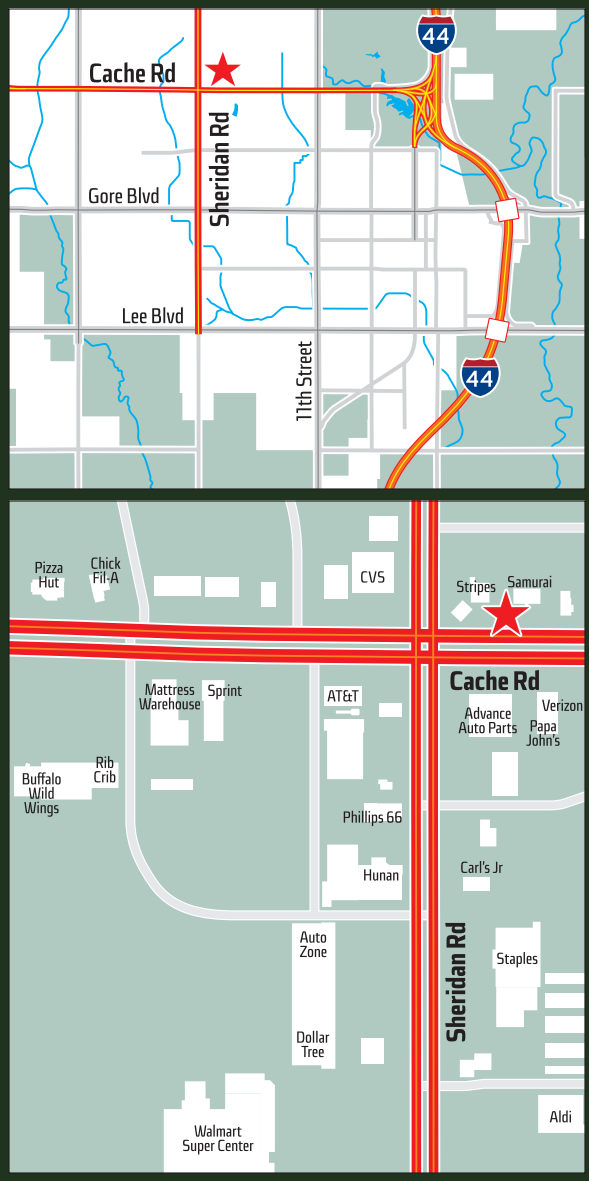 44
Cache Rd
Sheridan Rd
Gore Blvd
Lee Blvd
11th Street
44
Pizza
Hut
Chick
Fil-A
CVS
Stripes
Samurai
Cache Rd
Mattress
Warehouse
Sprint
AT&T
Advance
Auto Parts
Verizon
Papa
John's
Rib
Crib
Buffalo
Wild
Wings
Phillips 66
Hunan
Carl's Jr
Sheridan Rd
Auto
Zone
Staples
Dollar
Tree
Aldi
Walmart
Super Center